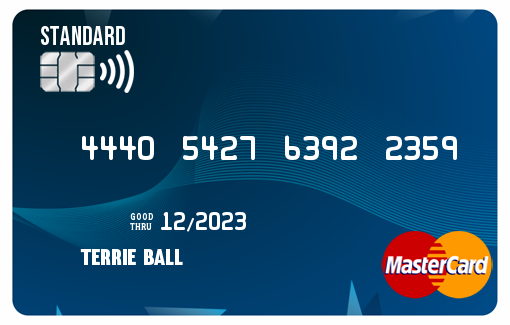 STANDARD
4440 5427 6392 2359
GOOD THRU 12/2023
TERRIE BALL
MasterCard